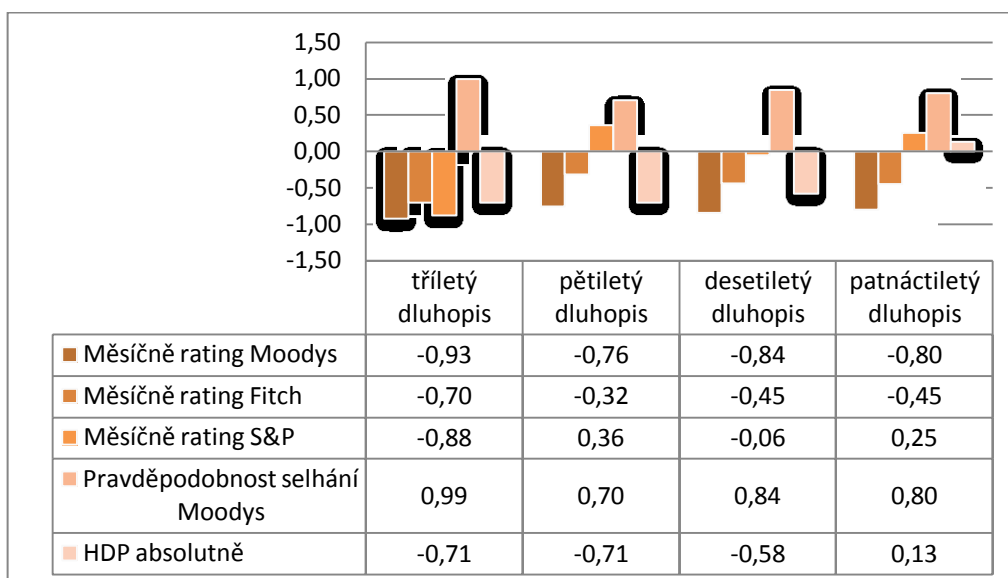 1,50
1,00
0,50
0,00
-0,50
-1,00
-1,50
tříletý dluhopis
pětiletý dluhopis
desetiletý dluhopis
patnáctiletý dluhopis
Měsíčně rating Moodys -0,93 -0,76 -0,84 -0,80
Měsíčně rating Fitch -0,70 -0,32 -0,45 -0,45
Měsíčně rating S&P -0,88 0,36 -0,06 0,25
Pravděpodobnost selhání Moodys 0,99 0,70 0,84 0,80
HDP absolutně -0,71 -0,71 -0,58 0,13